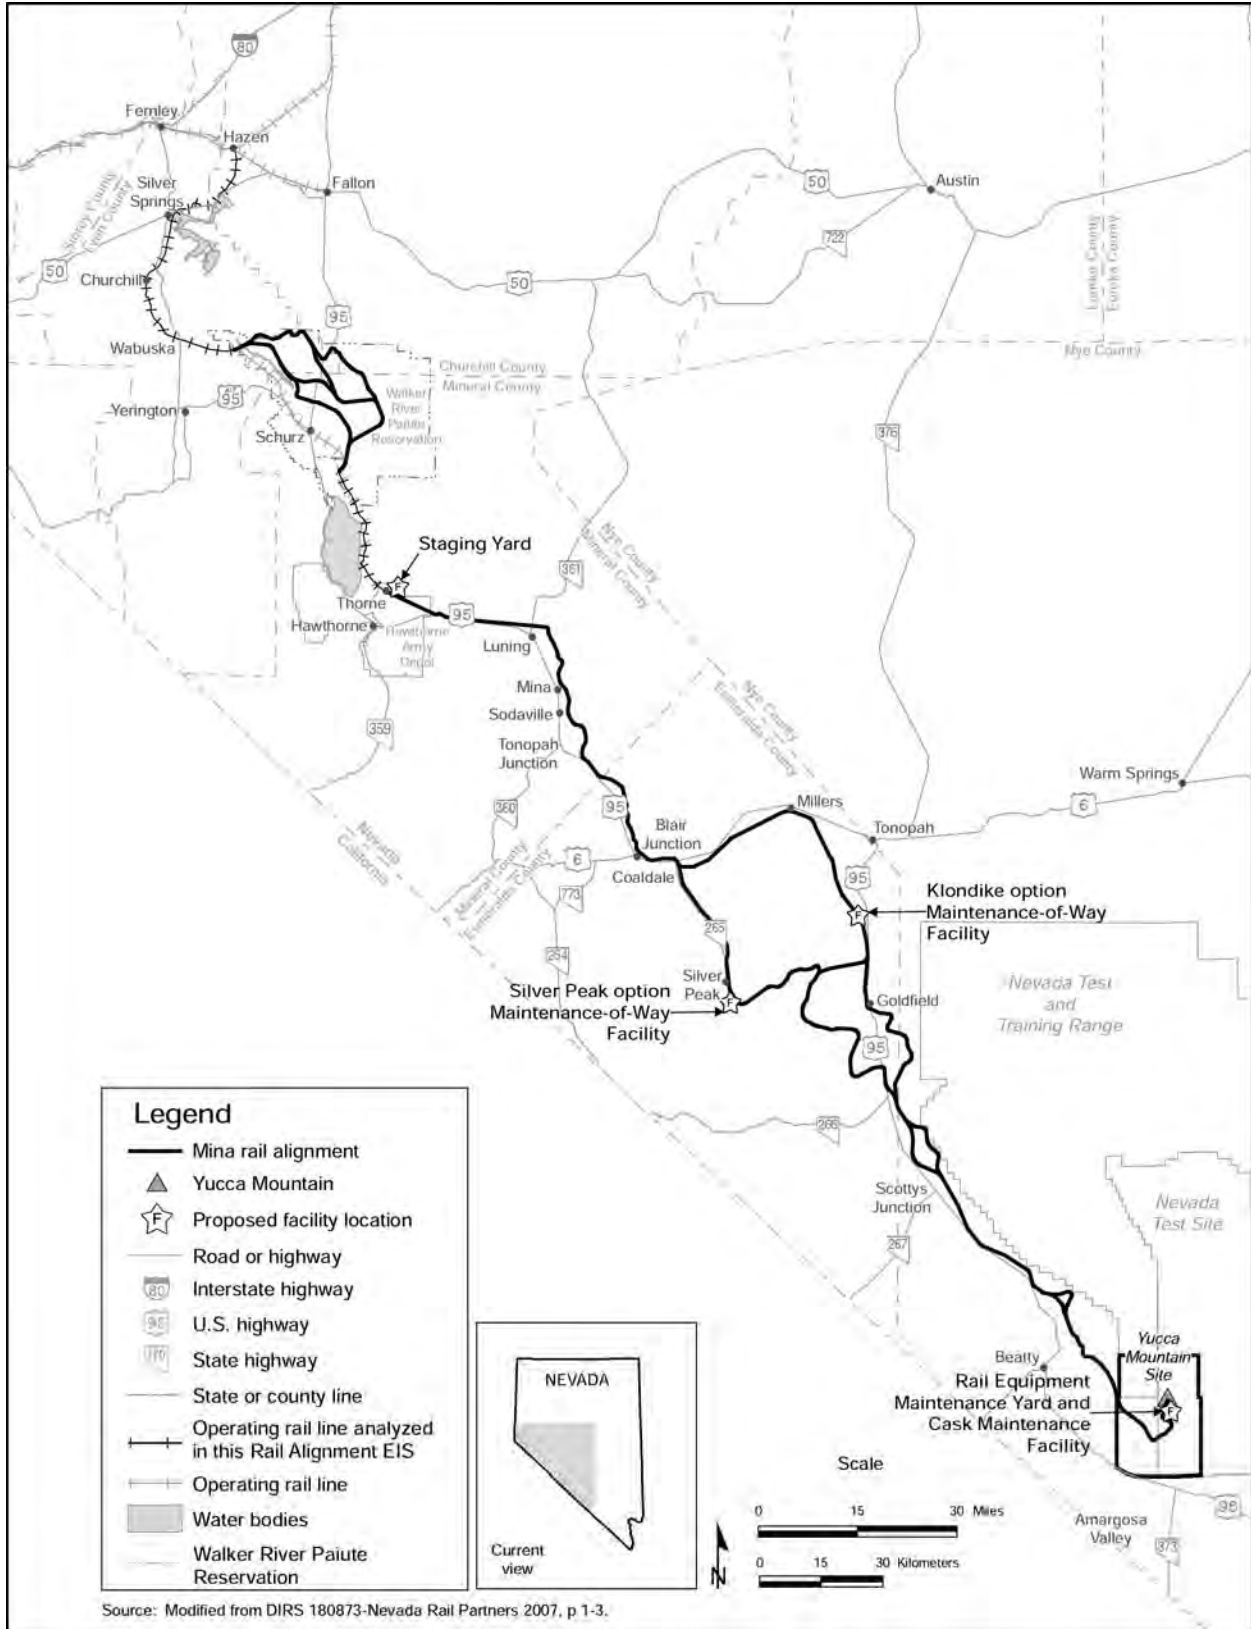 80
Fernley
Hazen
Silver
Springs
Fallon
Storey County
Lyon County
50
Austin
50
722
Churchill
50
Eureka County
95
Wabuska
Nye County
Churchill County
Mineral County
Walker
River
Paiute
Reservation
Yerington
95
Schurz
376
Nye County
Mineral County
Staging Yard
F
361
Thorne
95
Hawthorne
Hawthorne
Army
Depot
Luning
Mina
Sodaville
359
Tonopah
Junction
Nye County
Esmeralda County
Warm Springs
6
360
95
Millers
Nevada
California
Blair
Junction
Tonopah
6
Coaldale
Mineral County
Esmeralda County
773
95
Klondike option
Maintenance-of-Way
Facility
F
265
264
Silver
Peak
Silver Peak option
Maintenance-of-Way
Facility
F
Goldfield
Nevada Test
and
Training Range
95
266
Scottys
Junction
Nevada
Test Site
267
Beatty
Yucca
Mountain
Site
Rail Equipment
Maintenance Yard and
Cask Maintenance
Facility
F
95
Amargosa
Valley
373
Legend
Mina rail alignment
Yucca Mountain
F Proposed facility location
Road or highway
80 Interstate highway
95 U.S. highway
376 State highway
State or county line
Operating rail line analyzed
in this Rail Alignment EIS
Operating rail line
Water bodies
Walker River Paiute
Reservation
NEVADA
Current
view
Scale
0 15 30 Miles
0 15 30 Kilometers
N
Source: Modified from DIRS 180873-Nevada Rail Partners 2007, p 1-3.